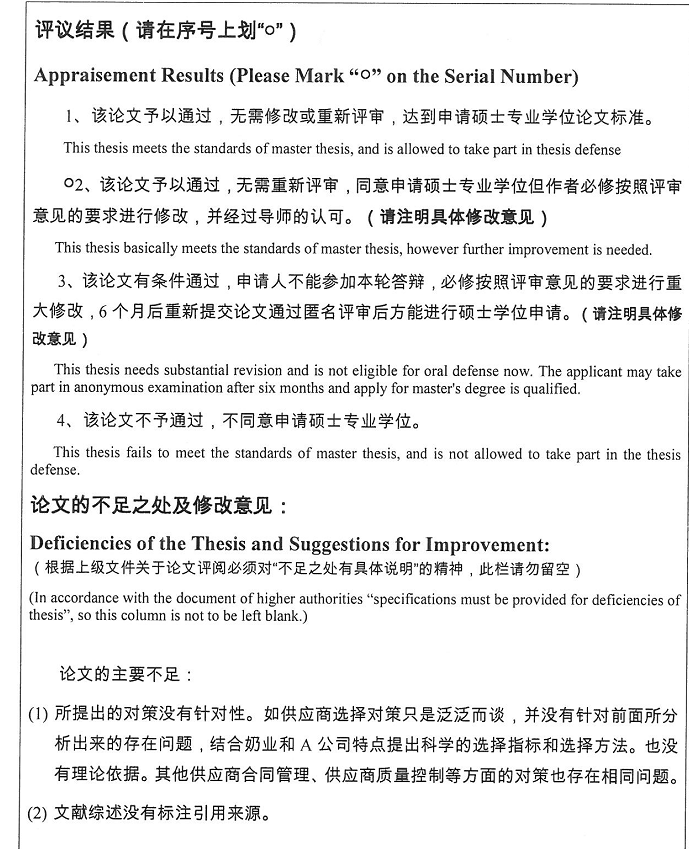 评议结果（请在序号上划“○”）
Appraisement Results (Please Mark “○” on the Serial Number)
1、该论文予以通过，无需修改或重新评审，达到申请硕士专业学位论文标准。
This thesis meets the standards of master thesis, and is allowed to take part in thesis defense
○2、该论文予以通过，无需重新评审，同意申请硕士专业学位但作者必修按照评审
意见的要求进行修改，并经过导师的认可。（请注明具体修改意见）
This thesis basically meets the standards of master thesis, however further improvement is needed.
3、该论文有条件通过，申请人不能参加本轮答辩，必修按照评审意见的要求进行重
大修改，6 个月后重新提交论文通过匿名评审后方能进行硕士学位申请。（请注明具体修
改意见）
This thesis needs substantial revision and is not eligible for oral defense now. The applicant may take
part in anonymous examination after six months and apply for master's degree is qualified.
4、该论文不予通过，不同意申请硕士专业学位。
This thesis fails to meet the standards of master thesis, and is not allowed to take part in the thesis
defense.
论文的不足之处及修改意见：
Deficiencies of the Thesis and Suggestions for Improvement:
（根据上级文件关于论文评阅必须对“不足之处有具体说明”的精神，此栏请勿留空）
(In accordance with the document of higher authorities “specifications must be provided for deficiencies of
thesis”, so this column is not to be left blank.)
论文的主要不足：
(1) 所提出的对策没有针对性。如供应商选择对策只是泛泛而谈，并没有针对前面所分
析出来的存在问题，结合奶业和 A 公司特点提出科学的选择指标和选择方法。也没
有理论依据。其他供应商合同管理、供应商质量控制等方面的对策也存在相同问题。
(2) 文献综述没有标注引用来源。